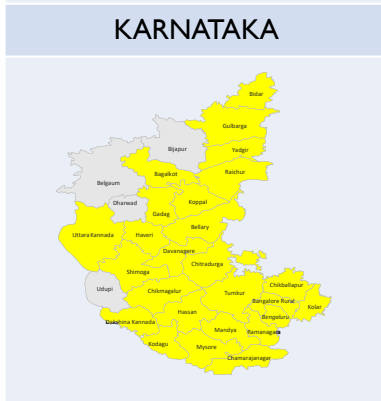 KARNATAKA
Bidar
Gulbarga
Bijapur
Yadgir
Raichur
Bagalkot
Belgaum
Dharwad
Koppal
Gadag
Bellary
Uttara Kannada
Haveri
Davanagere
Chitradurga
Shimoga
Chikballapur
Udupi
Chikmagalur
Tumkur
Bangalore Rural
Kolar
Hassan
Bengaluru
Dakshina Kannada
Mandya
Ramanagara
Kodagu
Mysore
Chamarajanagar